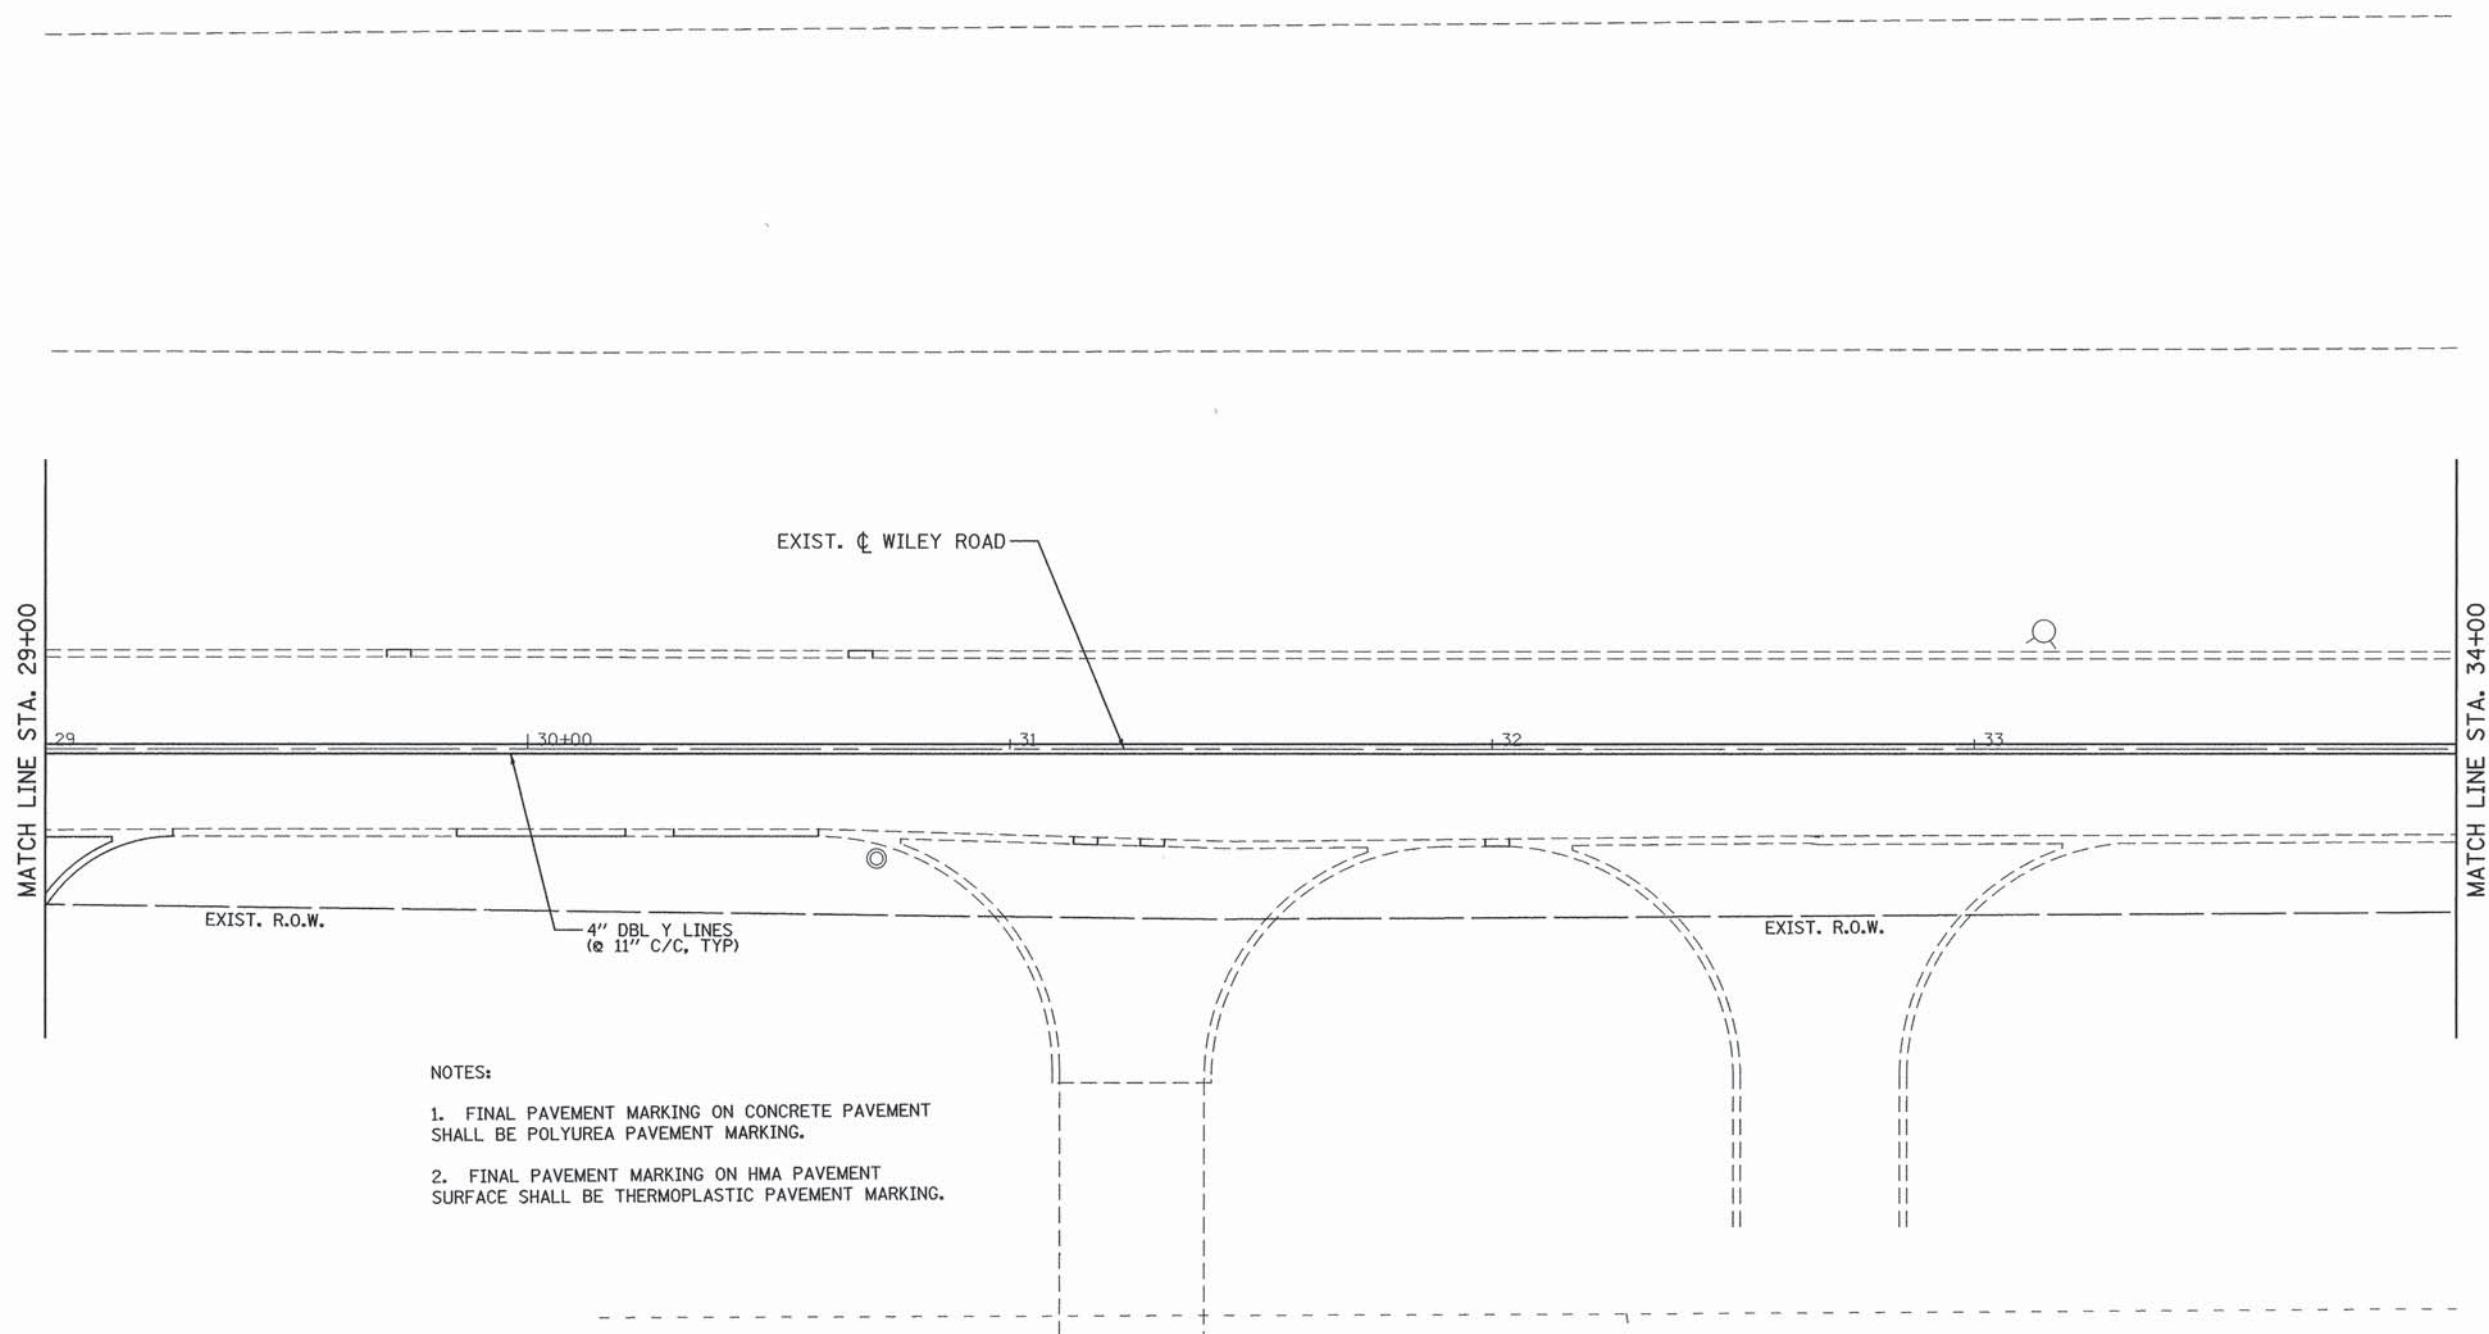 EXIST. ℄ WILEY ROAD
MATCH LINE STA. 29+00
MATCH LINE STA. 34+00
29
30+00
31
32
33
EXIST. R.O.W.
EXIST. R.O.W.
4" DBL Y LINES
(@ 11" C/C, TYP)
NOTES:
1. FINAL PAVEMENT MARKING ON CONCRETE PAVEMENT
SHALL BE POLYUREA PAVEMENT MARKING.
2. FINAL PAVEMENT MARKING ON HMA PAVEMENT
SURFACE SHALL BE THERMOPLASTIC PAVEMENT MARKING.